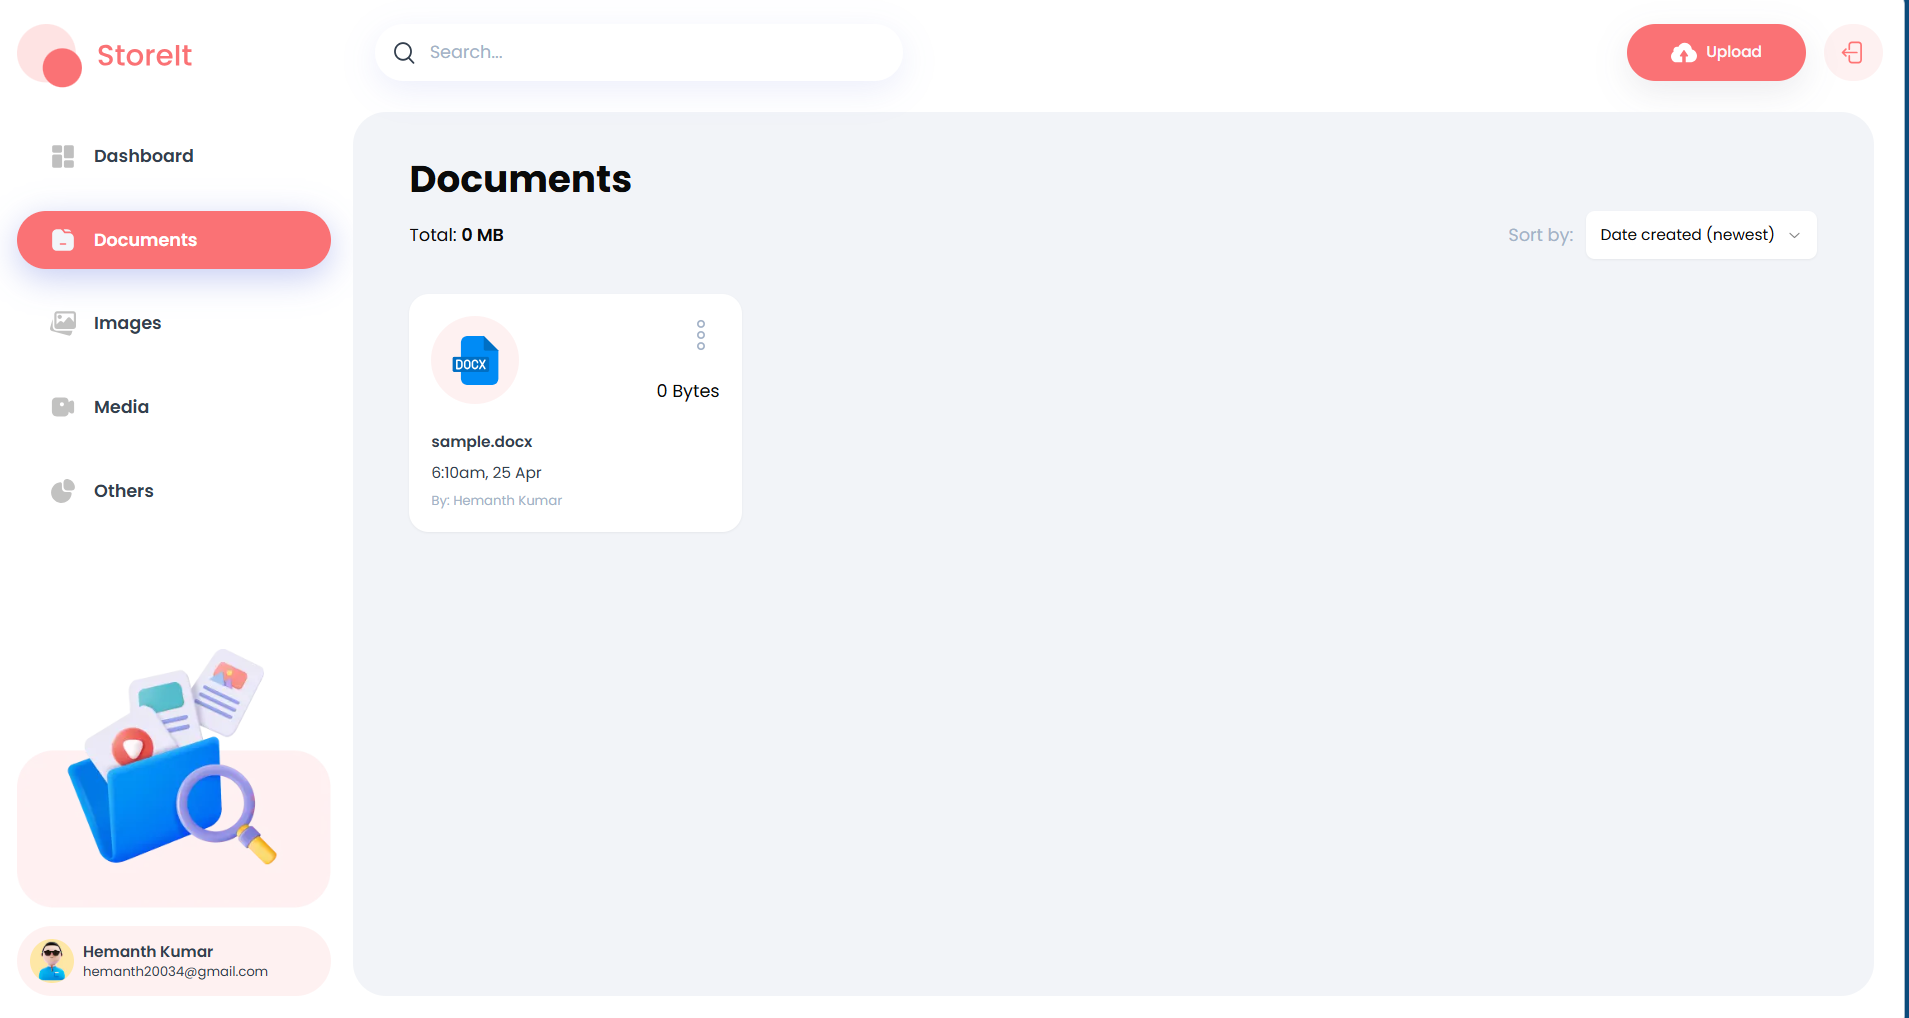 StoreIt
Search...
Upload
Dashboard
Documents
Images
Media
Others
Documents
Total: 0 MB
Sort by:
Date created (newest)
DOCX
0 Bytes
sample.docx
6:10am, 25 Apr
By: Hemanth Kumar
Hemanth Kumar
hemanth20034@gmail.com